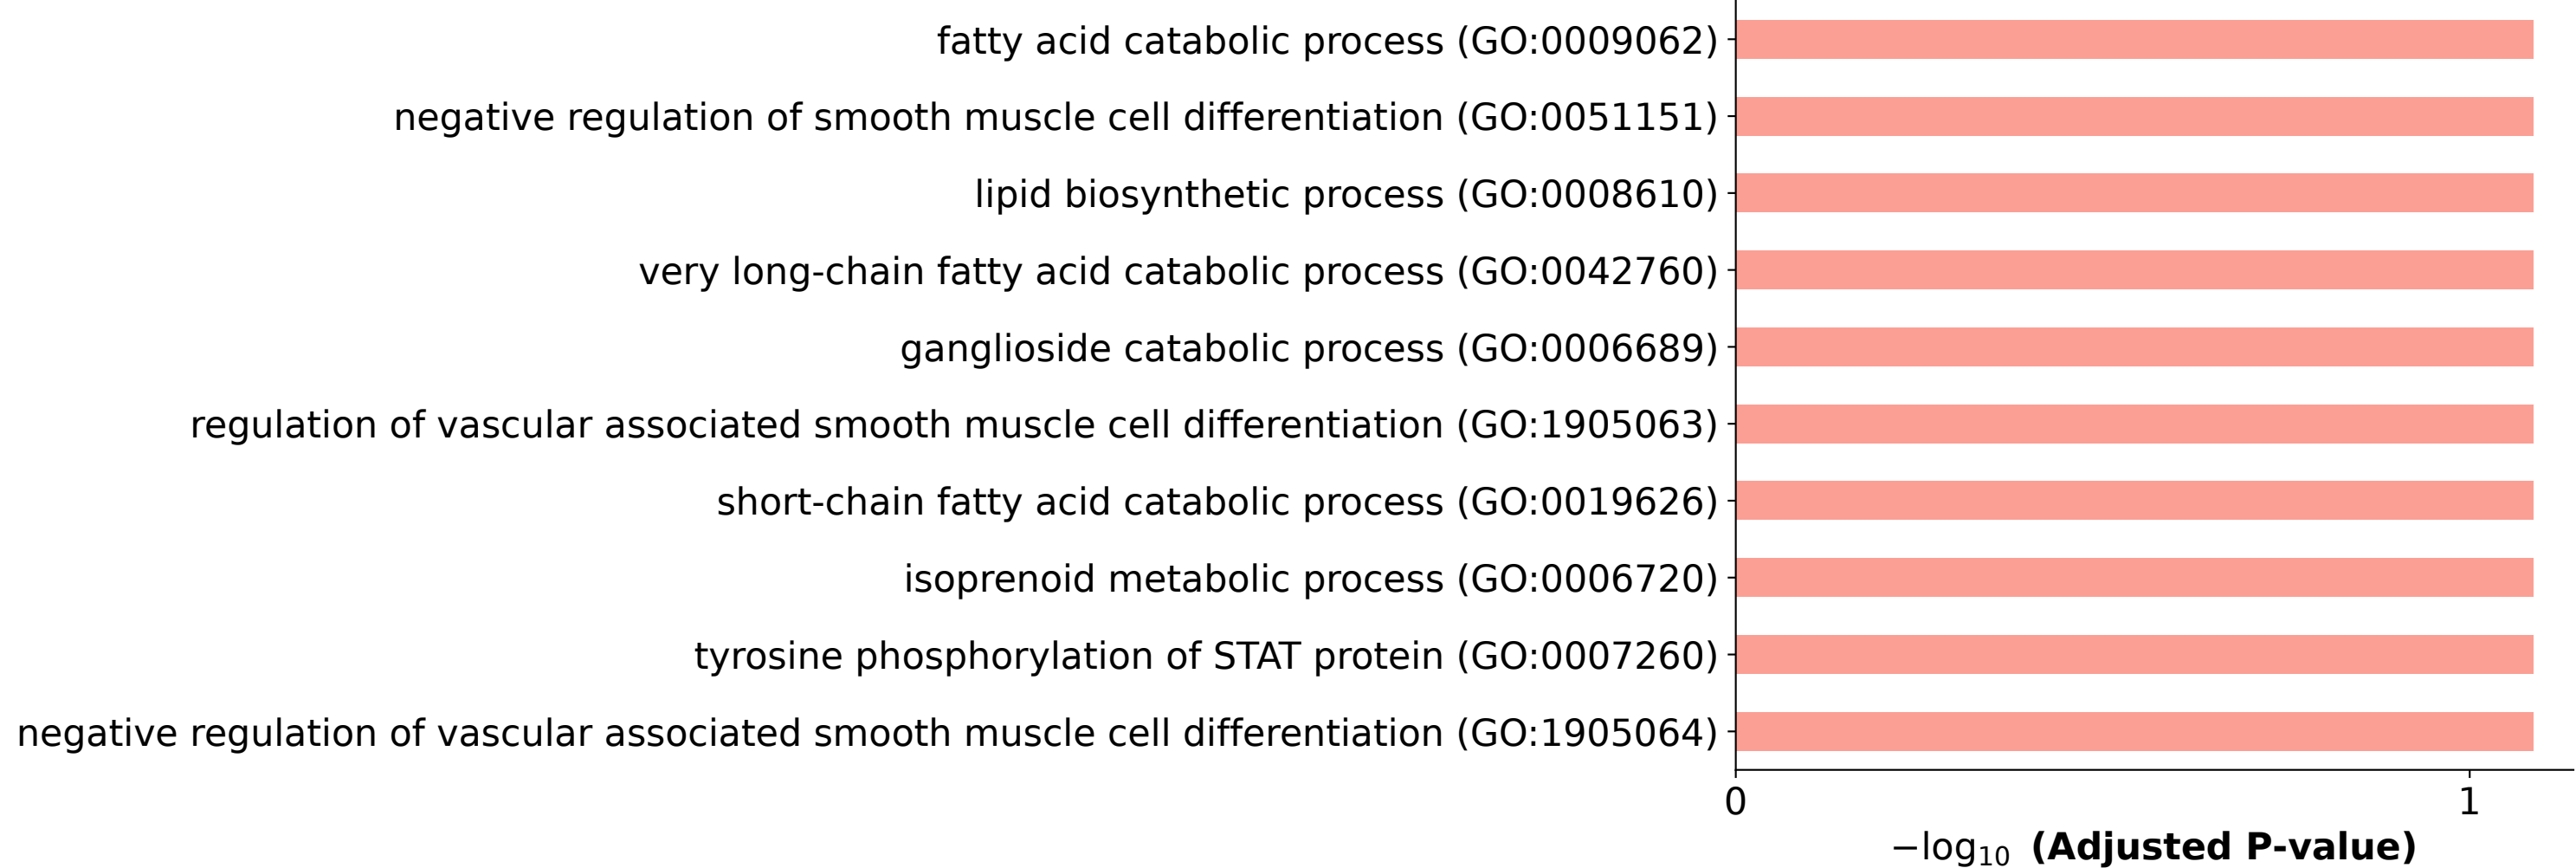 fatty acid catabolic process (GO:0009062)
negative regulation of smooth muscle cell differentiation (GO:0051151)
lipid biosynthetic process (GO:0008610)
very long-chain fatty acid catabolic process (GO:0042760)
ganglioside catabolic process (GO:0006689)
regulation of vascular associated smooth muscle cell differentiation (GO:1905063)
short-chain fatty acid catabolic process (GO:0019626)
isoprenoid metabolic process (GO:0006720)
tyrosine phosphorylation of STAT protein (GO:0007260)
negative regulation of vascular associated smooth muscle cell differentiation (GO:1905064)
0 1
−log₁₀ (Adjusted P-value)